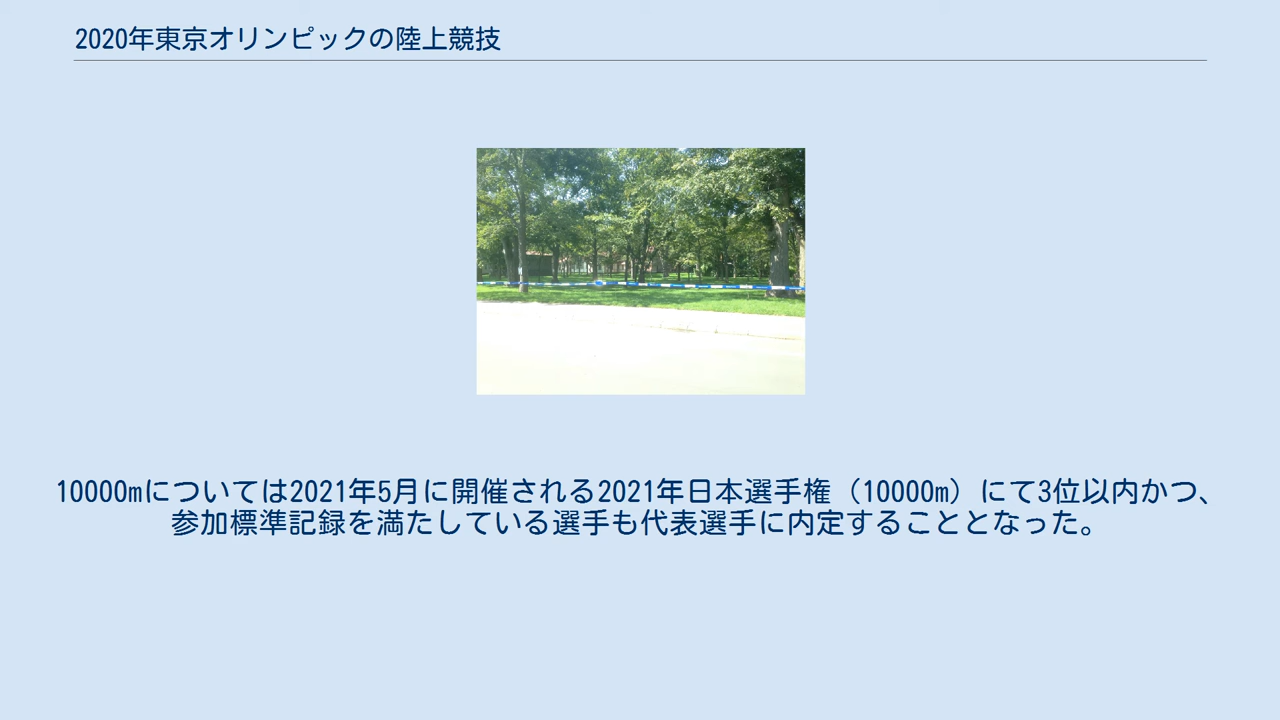 2020年東京オリンピックの陸上競技
10000mについては2021年5月に開催される2021年日本選手権（10000m）にて3位以内かつ、
参加標準記録を満たしている選手も代表選手に内定することとなった。